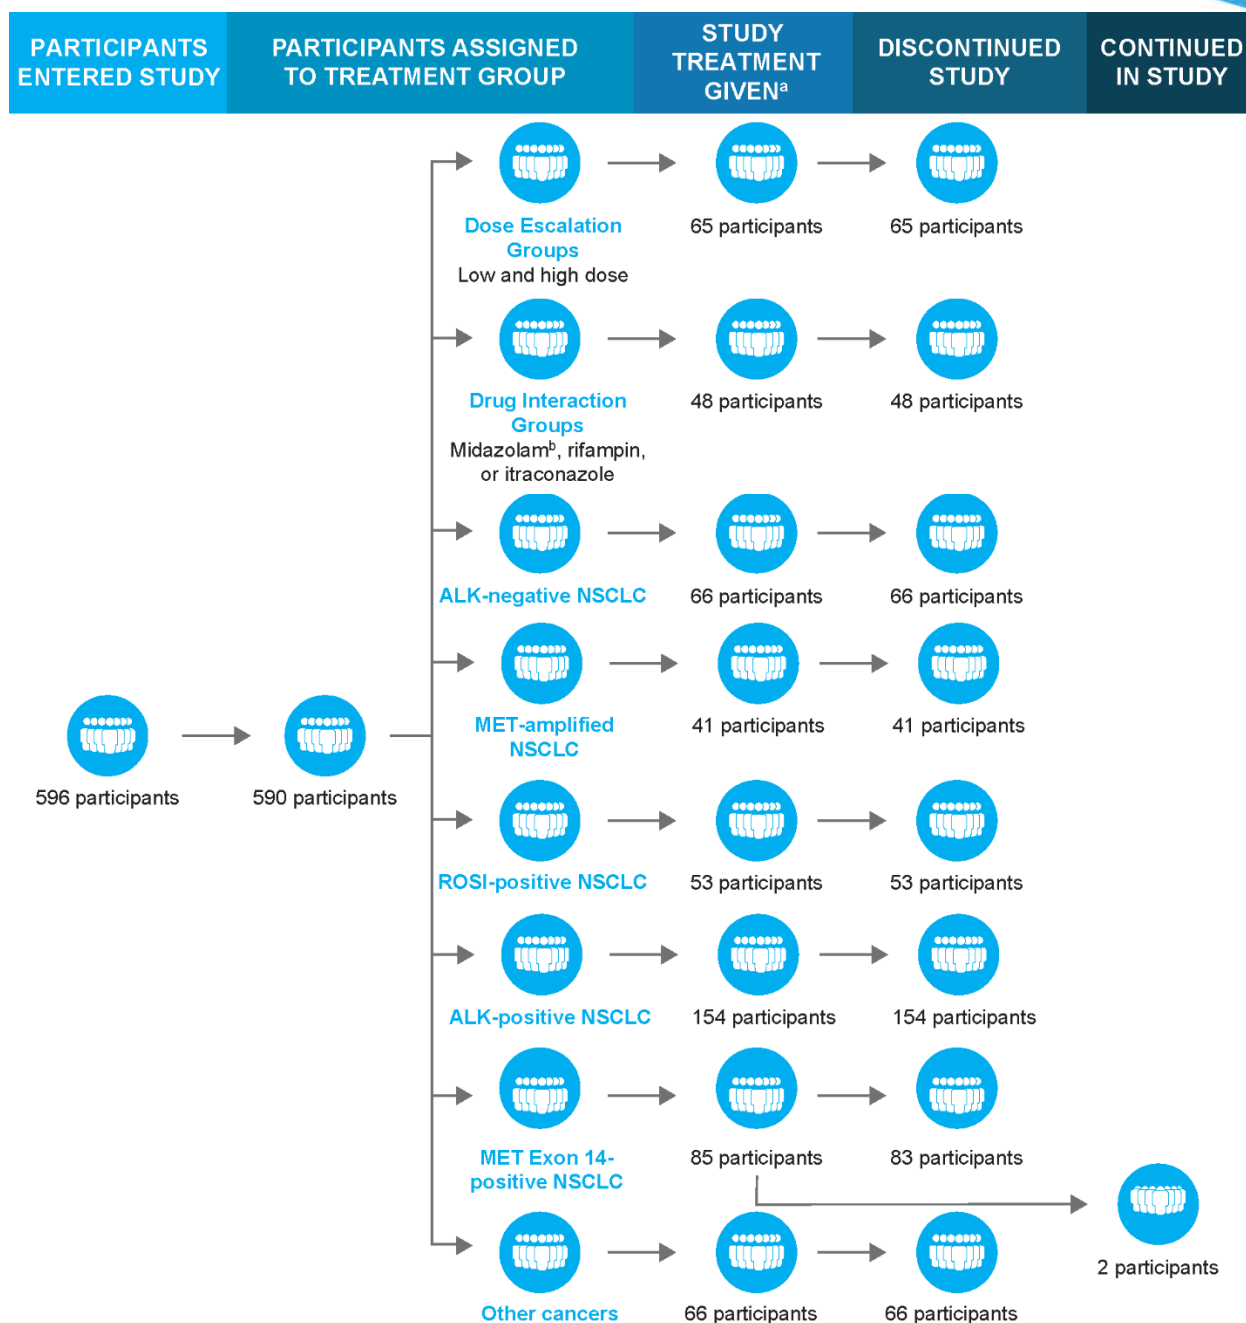 PARTICIPANTS
ENTERED STUDY
PARTICIPANTS ASSIGNED
TO TREATMENT GROUP
STUDY
TREATMENT
GIVENᵃ
DISCONTINUED
STUDY
CONTINUED
IN STUDY
596 participants
590 participants
Dose Escalation
Groups
Low and high dose
65 participants
65 participants
Drug Interaction
Groups
Midazolamᵇ, rifampin,
or itraconazole
48 participants
48 participants
ALK-negative NSCLC
66 participants
66 participants
MET-amplified
NSCLC
41 participants
41 participants
ROSI-positive NSCLC
53 participants
53 participants
ALK-positive NSCLC
154 participants
154 participants
MET Exon 14-
positive NSCLC
85 participants
83 participants
2 participants
Other cancers
66 participants
66 participants